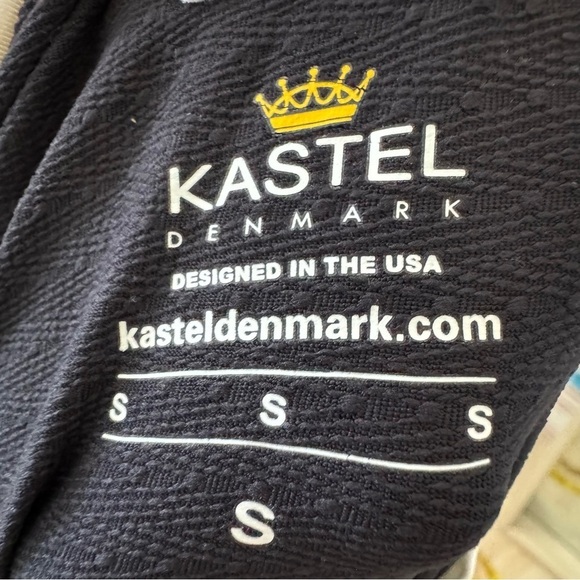 KASTEL
DENMARK
DESIGNED IN THE USA
kasteldenmark.com
S S S
S